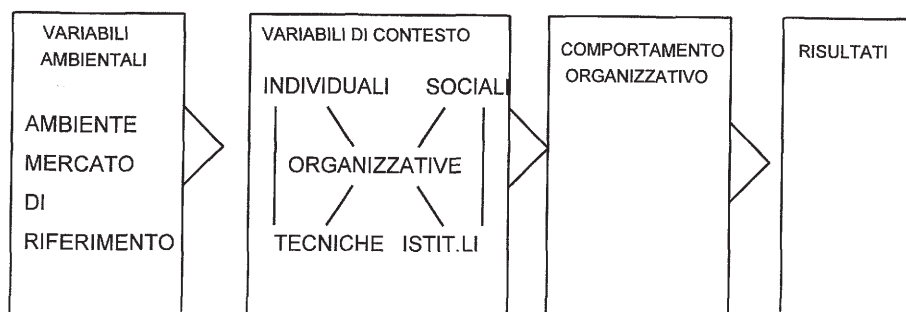 VARIABILI
AMBIENTALI
AMBIENTE
MERCATO
DI
RIFERIMENTO
VARIABILI DI CONTESTO
INDIVIDUALI SOCIALI
ORGANIZZATIVE
TECNICHE ISTIT.LI
COMPORTAMENTO
ORGANIZZATIVO
RISULTATI